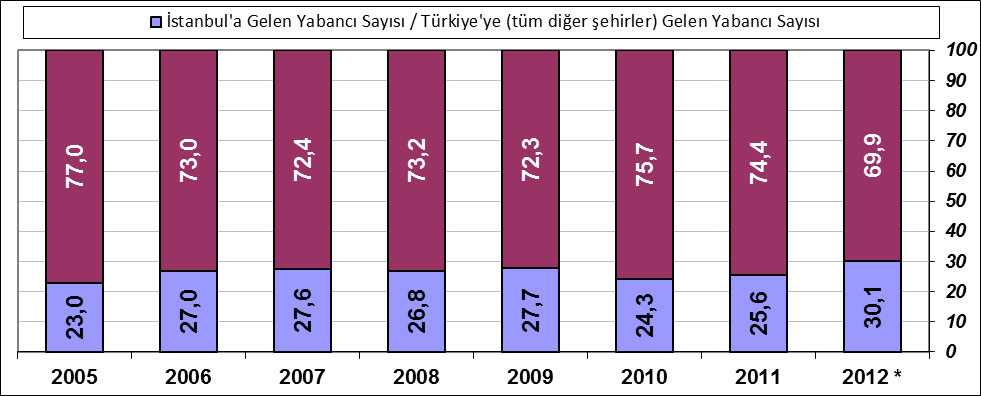 İstanbul'a Gelen Yabancı Sayısı / Türkiye'ye (tüm diğer şehirler) Gelen Yabancı Sayısı
100
90
80
70
60
50
40
30
20
10
0
77,0 73,0 72,4 73,2 72,3 75,7 74,4 69,9
23,0 27,0 27,6 26,8 27,7 24,3 25,6 30,1
2005 2006 2007 2008 2009 2010 2011 2012 *